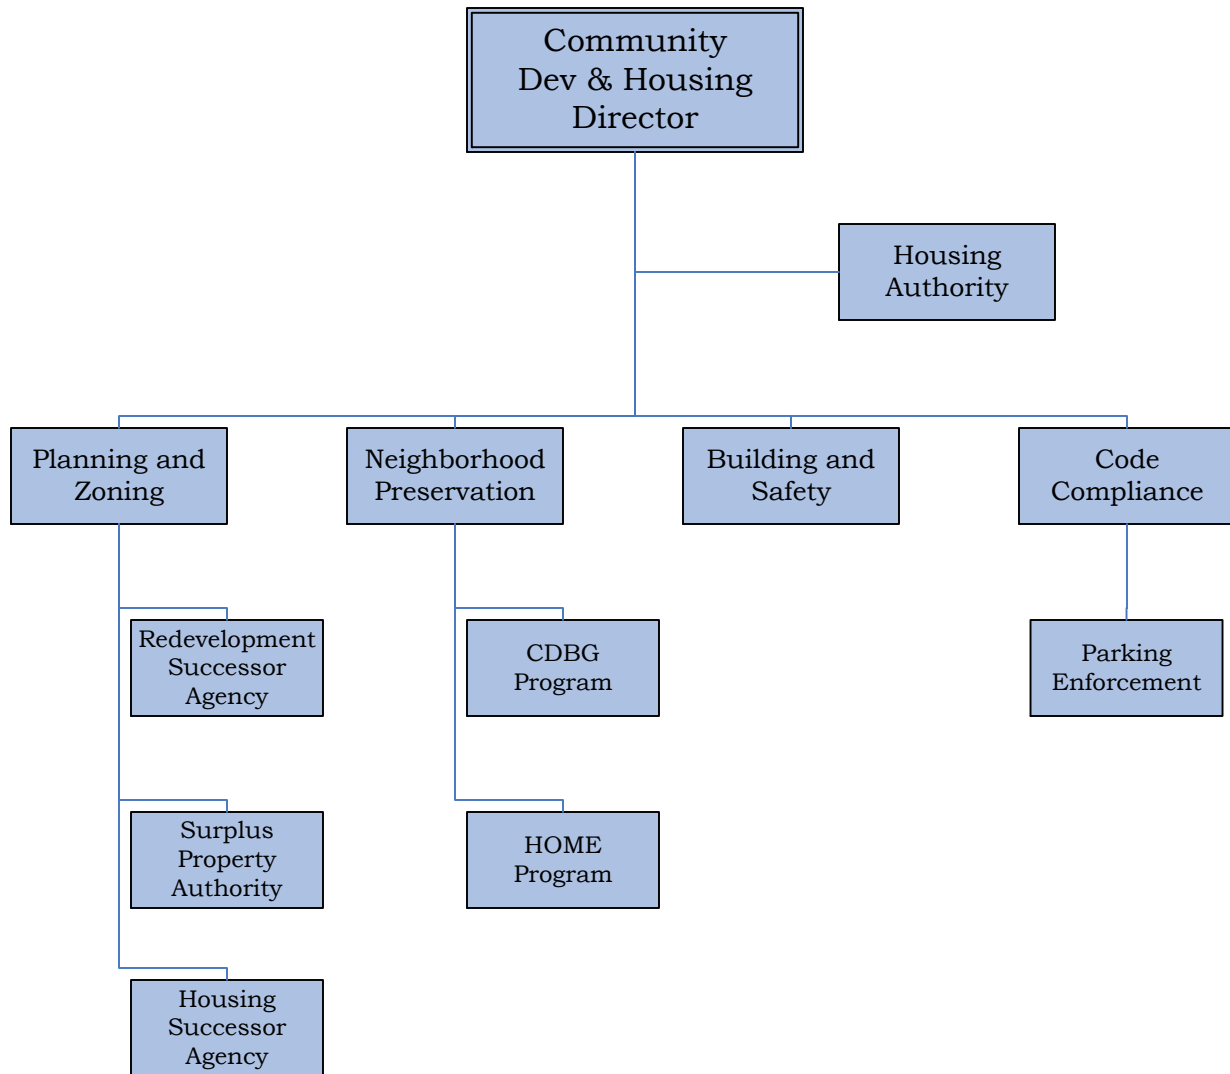 Community
Dev & Housing
Director
Housing
Authority
Planning and
Zoning
Neighborhood
Preservation
Building and
Safety
Code
Compliance
Redevelopment
Successor
Agency
CDBG
Program
Parking
Enforcement
Surplus
Property
Authority
HOME
Program
Housing
Successor
Agency